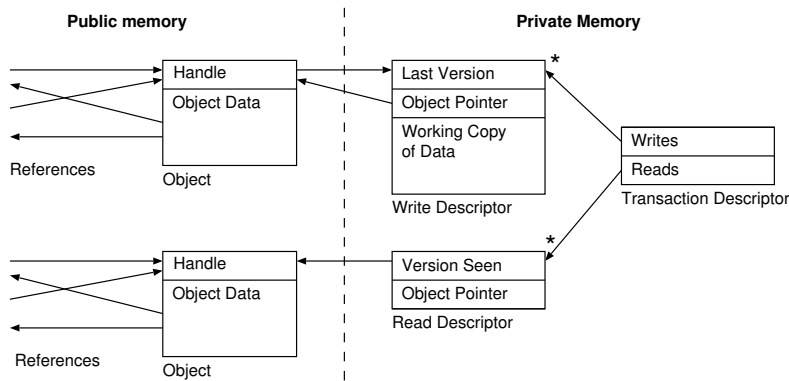 Public memory
Private Memory
*
Handle
Object Data
References
Object
Last Version
Object Pointer
Working Copy
of Data
Write Descriptor
Writes
Reads
Transaction Descriptor
*
Handle
Object Data
References
Object
Version Seen
Object Pointer
Read Descriptor